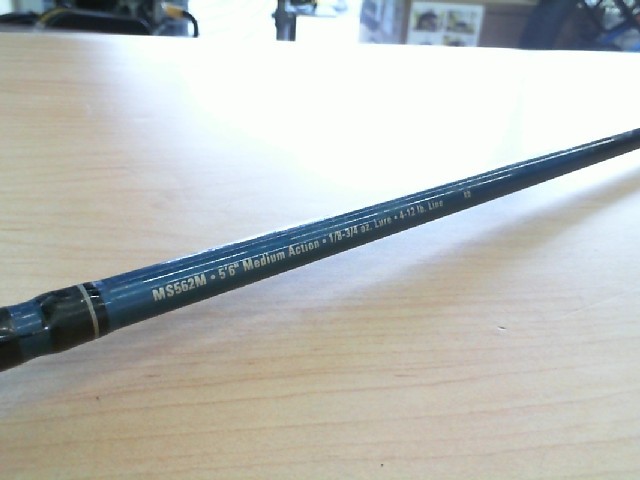 MS562M • 5'6" Medium Action • 1/8-3/4 oz. Lure • 4-12 lb. Line